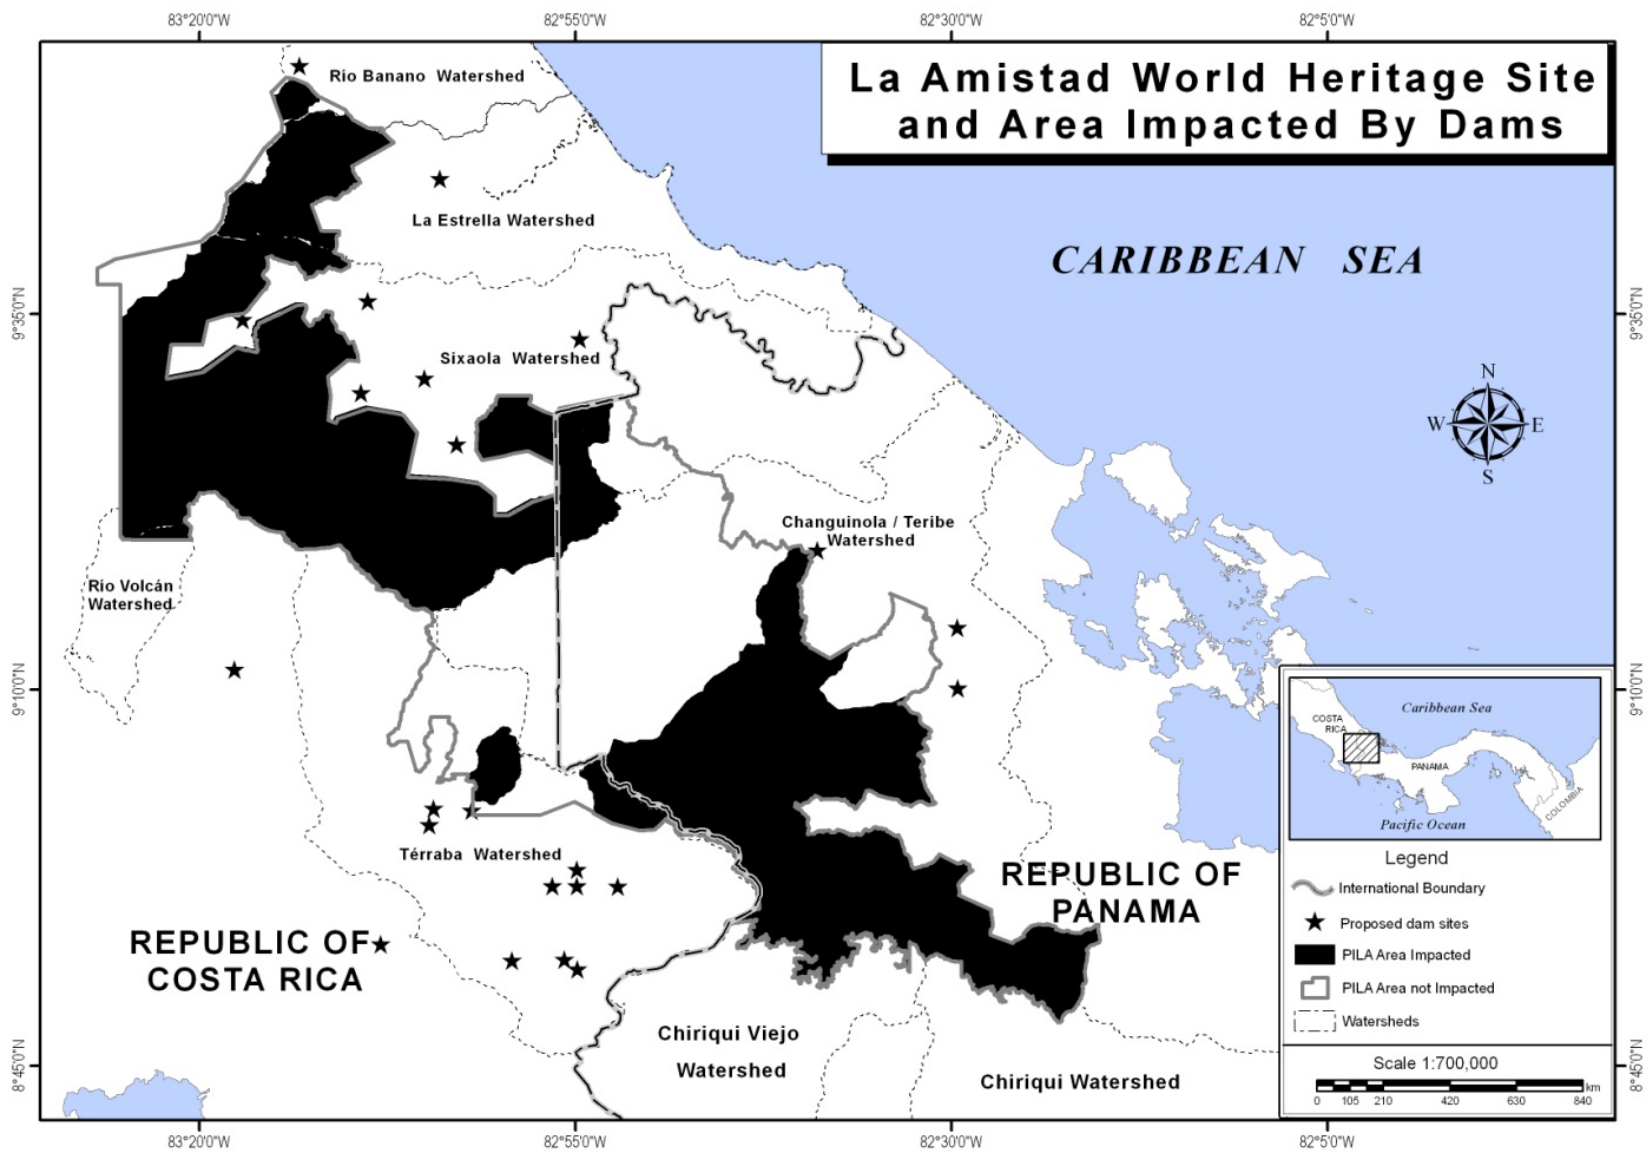 83°20'0"W
82°55'0"W
82°30'0"W
82°5'0"W
La Amistad World Heritage Site
and Area Impacted By Dams
Río Banano Watershed
La Estrella Watershed
CARIBBEAN SEA
9°35'0"N
9°35'0"N
Sixaola Watershed
N
W
E
S
Changuinola / Teribe
Watershed
Río Volcán
Watershed
9°10'0"N
9°10'0"N
Caribbean Sea
COSTA
RICA
PANAMA
COLOMBIA
Pacific Ocean
Térraba Watershed
REPUBLIC OF
PANAMA
REPUBLIC OF
COSTA RICA
Legend
International Boundary
Proposed dam sites
PILA Area Impacted
PILA Area not Impacted
Watersheds
Chiriqui Viejo
Watershed
Chiriqui Watershed
8°45'0"N
8°45'0"N
Scale 1:700,000
km
0 105 210 420 630 840
83°20'0"W
82°55'0"W
82°30'0"W
82°5'0"W